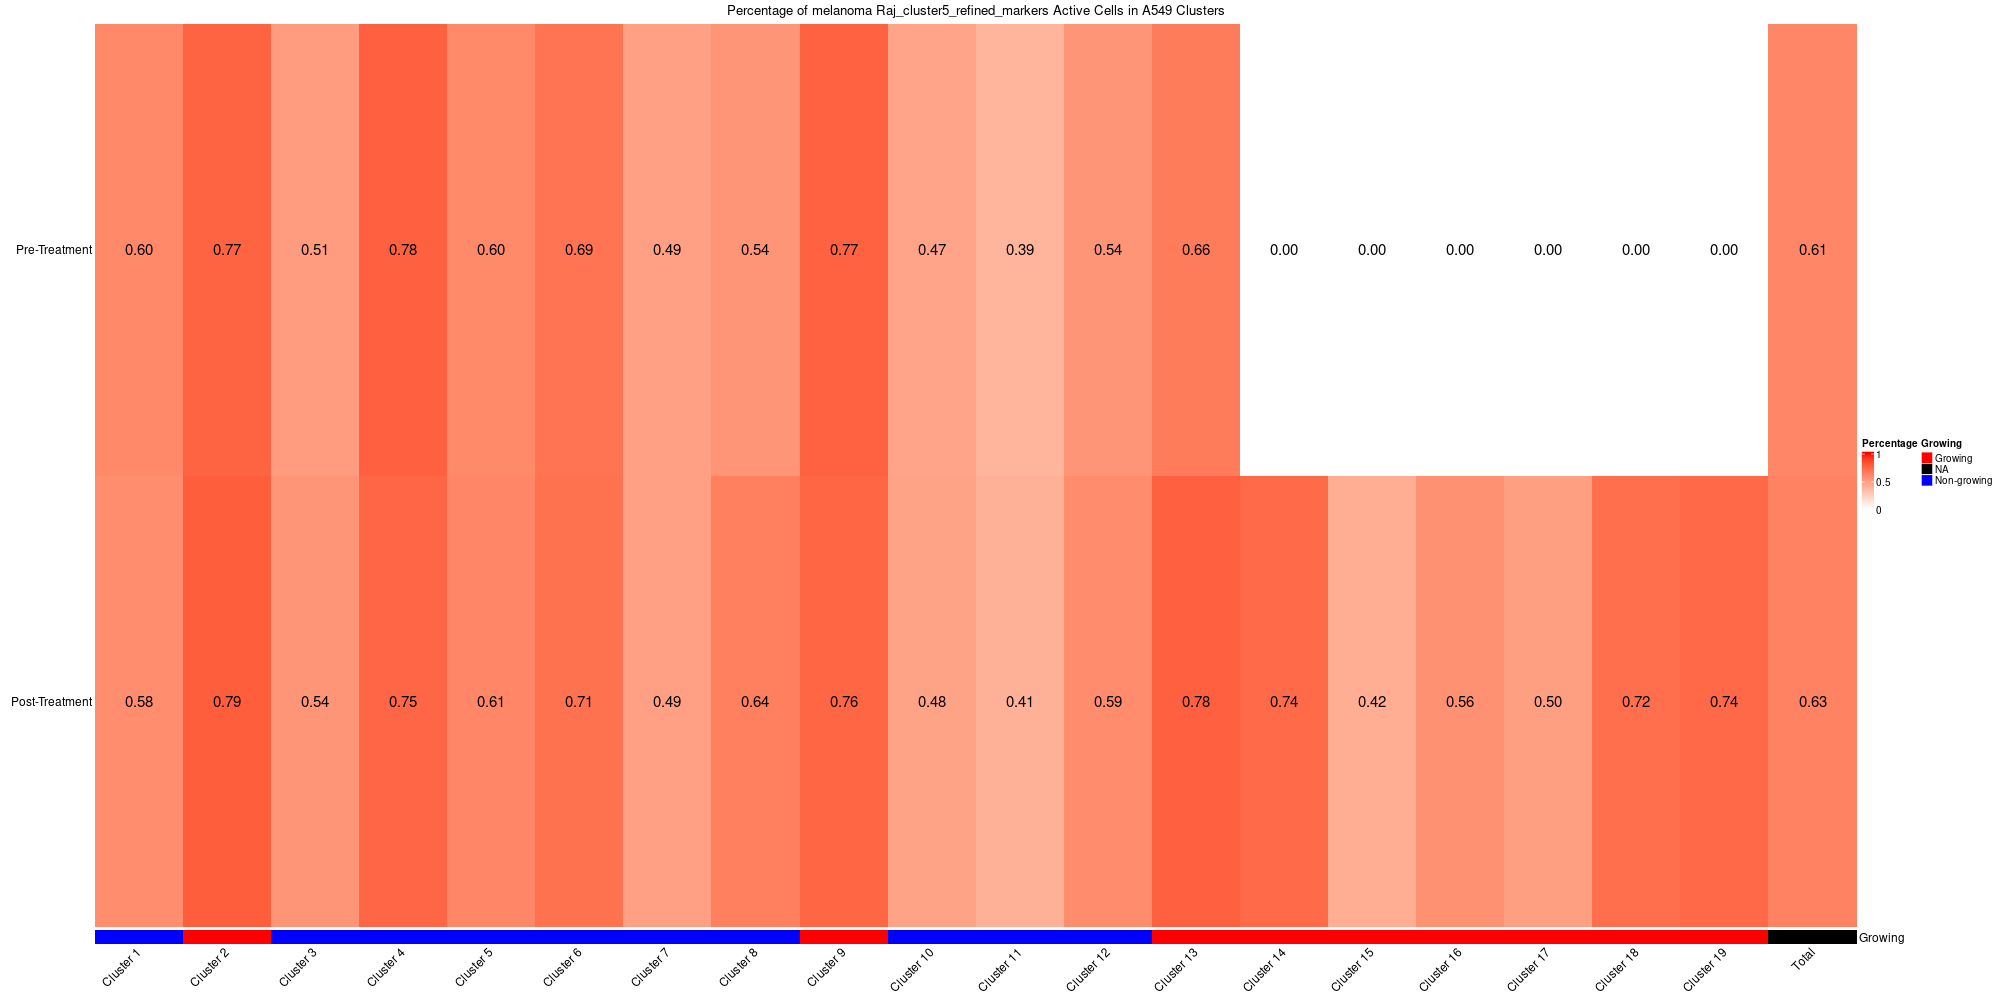 Percentage of melanoma Raj_cluster5_refined_markers Active Cells in A549 Clusters
Pre-Treatment 0.60 0.77 0.51 0.78 0.60 0.69 0.49 0.54 0.77 0.47 0.39 0.54 0.66 0.00 0.00 0.00 0.00 0.00 0.00 0.61
Percentage Growing
1 Growing
NA
0.5 Non-growing
0
Post-Treatment 0.58 0.79 0.54 0.75 0.61 0.71 0.49 0.64 0.76 0.48 0.41 0.59 0.78 0.74 0.42 0.56 0.50 0.72 0.74 0.63
Growing
Cluster 1 Cluster 2 Cluster 3 Cluster 4 Cluster 5 Cluster 6 Cluster 7 Cluster 8 Cluster 9 Cluster 10 Cluster 11 Cluster 12 Cluster 13 Cluster 14 Cluster 15 Cluster 16 Cluster 17 Cluster 18 Cluster 19 Total